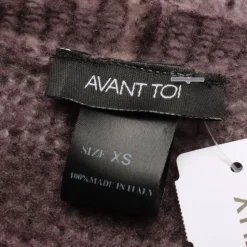 AVANT TOI
SIZE XS
100% MADE IN ITALY